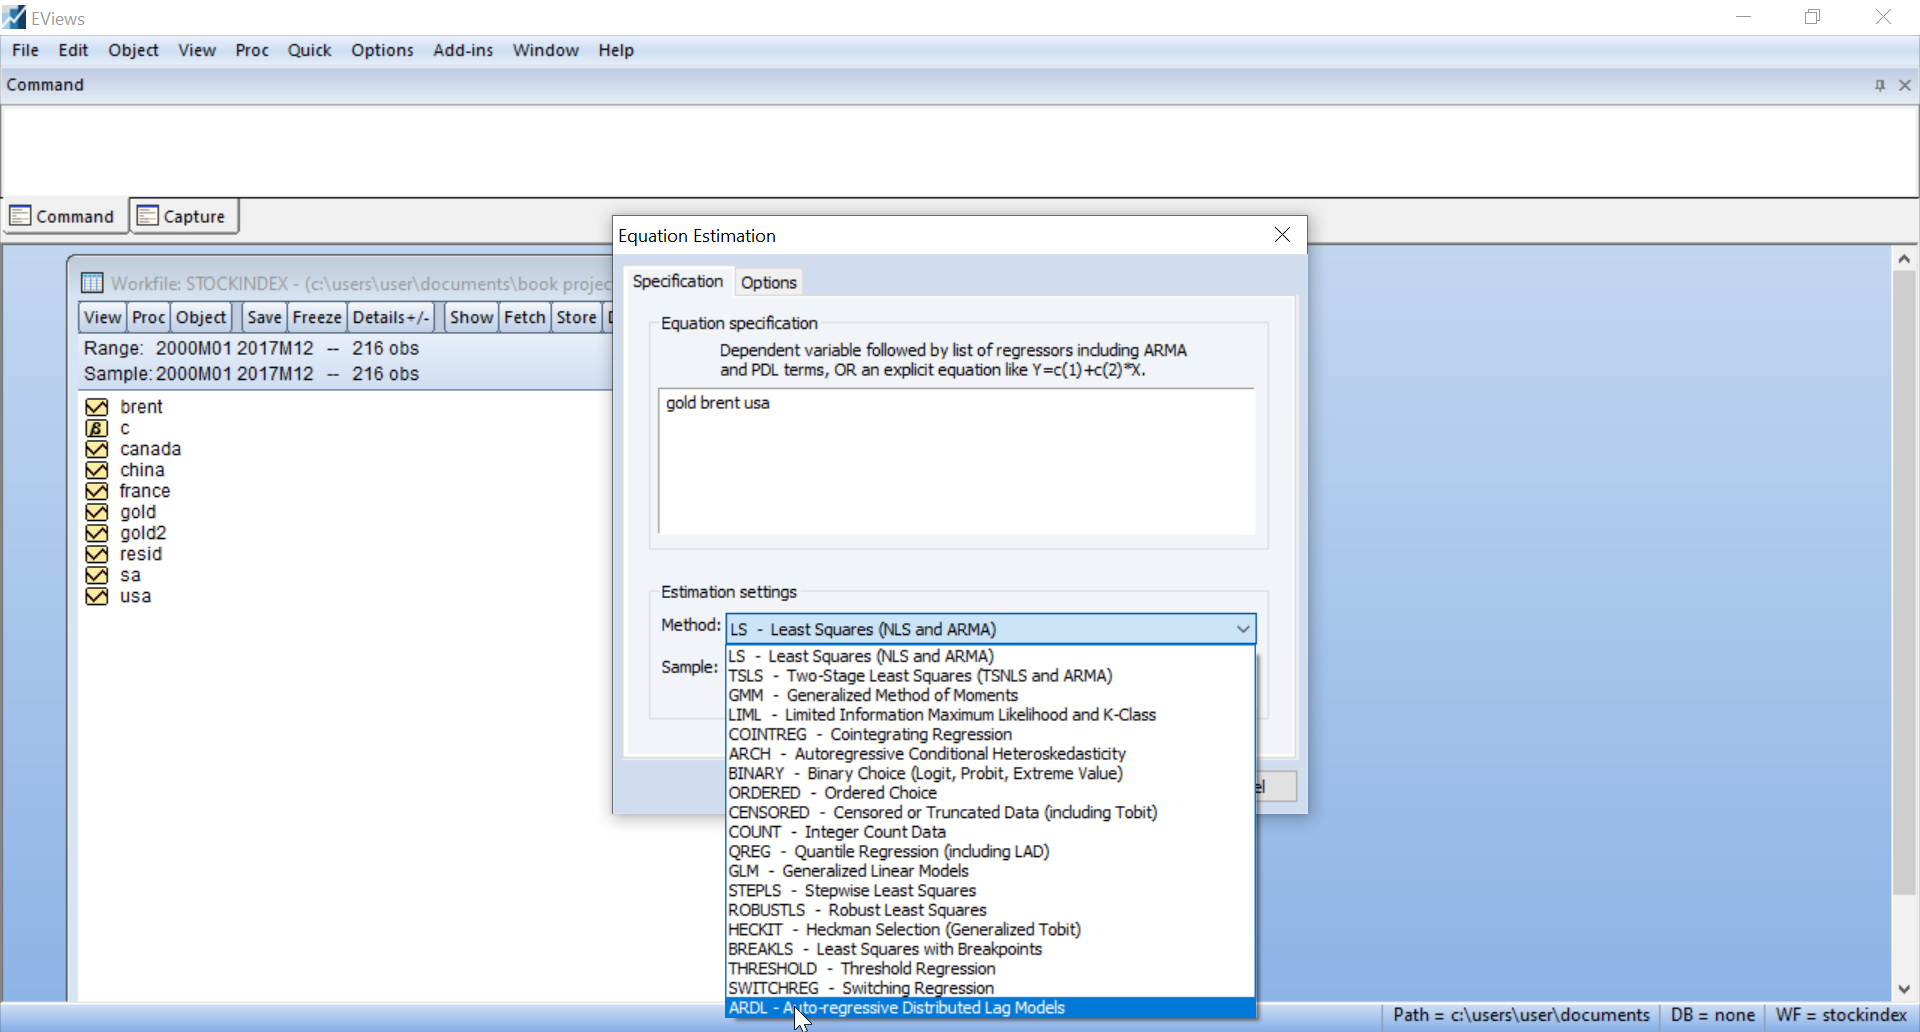 EViews
File Edit Object View Proc Quick Options Add-ins Window Help
Command
Command Capture
Equation Estimation
Workfile: STOCKINDEX - (c:\users\user\documents\book projec
Specification Options
View Proc Object Save Freeze Details+/- Show Fetch Store
Equation specification
Range: 2000M01 2017M12 -- 216 obs
Sample: 2000M01 2017M12 -- 216 obs
Dependent variable followed by list of regressors including ARMA
and PDL terms, OR an explicit equation like Y=c(1)+c(2)*X.
gold brent usa
brent
β c
canada
china
france
gold
gold2
resid
sa
usa
Estimation settings
Method: LS - Least Squares (NLS and ARMA)
Sample:
LS - Least Squares (NLS and ARMA)
TSLS - Two-Stage Least Squares (TSNLS and ARMA)
GMM - Generalized Method of Moments
LIML - Limited Information Maximum Likelihood and K-Class
COINTREG - Cointegrating Regression
ARCH - Autoregressive Conditional Heteroskedasticity
BINARY - Binary Choice (Logit, Probit, Extreme Value)
ORDERED - Ordered Choice
CENSORED - Censored or Truncated Data (including Tobit)
COUNT - Integer Count Data
QREG - Quantile Regression (including LAD)
GLM - Generalized Linear Models
STEPLS - Stepwise Least Squares
ROBUSTLS - Robust Least Squares
HECKIT - Heckman Selection (Generalized Tobit)
BREAKLS - Least Squares with Breakpoints
THRESHOLD - Threshold Regression
SWITCHREG - Switching Regression
ARDL - Auto-regressive Distributed Lag Models
Path = c:\users\user\documents DB = none WF = stockindex